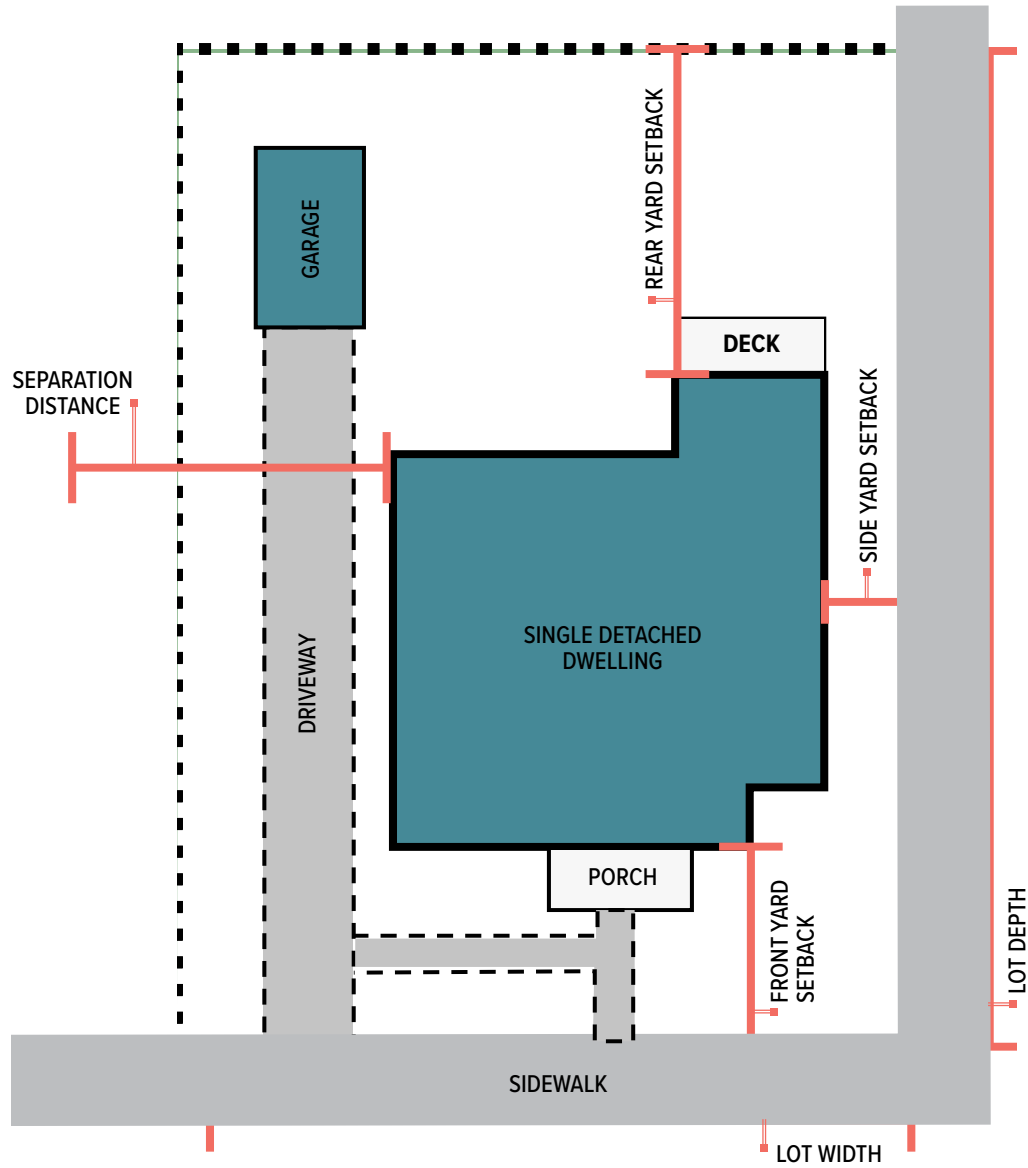 REAR YARD SETBACK
GARAGE
DECK
SEPARATION
DISTANCE
SIDE YARD SETBACK
SINGLE DETACHED
DWELLING
DRIVEWAY
PORCH
FRONT YARD
SETBACK
LOT DEPTH
SIDEWALK
LOT WIDTH